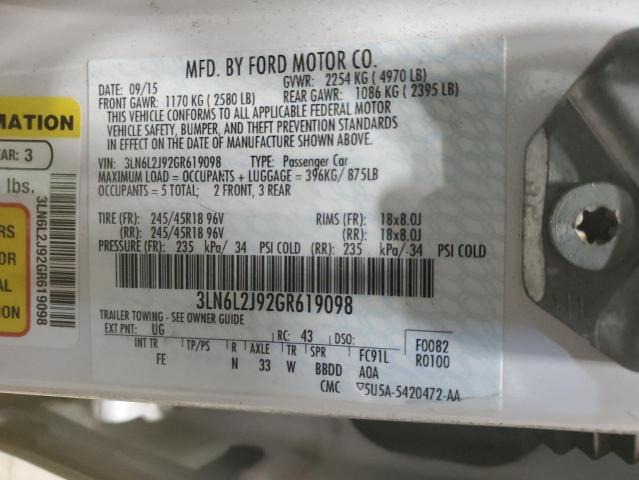 MFD. BY FORD MOTOR CO.
DATE: 09/15 GVWR: 2254 KG ( 4970 LB)
FRONT GAWR: 1170 KG ( 2580 LB) REAR GAWR: 1086 KG ( 2395 LB)
THIS VEHICLE CONFORMS TO ALL APPLICABLE FEDERAL MOTOR
VEHICLE SAFETY, BUMPER, AND THEFT PREVENTION STANDARDS
IN EFFECT ON THE DATE OF MANUFACTURE SHOWN ABOVE.
VIN: 3LN6L2J92GR619098 TYPE: Passenger Car
MAXIMUM LOAD = OCCUPANTS + LUGGAGE = 396KG/ 875LB
OCCUPANTS = 5 TOTAL; 2 FRONT, 3 REAR
TIRE (FR): 245/45R18 96V RIMS (FR): 18x8.0J
(RR): 245/45R18 96V (RR): 18x8.0J
PRESSURE (FR): 235 kPa/ 34 PSI COLD (RR): 235 kPa/ 34 PSI COLD
3LN6L2J92GR619098
TRAILER TOWING - SEE OWNER GUIDE
EXT PNT: UG RC: 43 DSO: F0082
R0100
INT TR TP/PS R AXLE TR SPR FC91L
FE N 33 W BBDD AOA
CMC 5U5A-5420472-AA
MATION
AR: 3
lbs.
RS
OR
ING
ION
3LN6L2J92GR619098